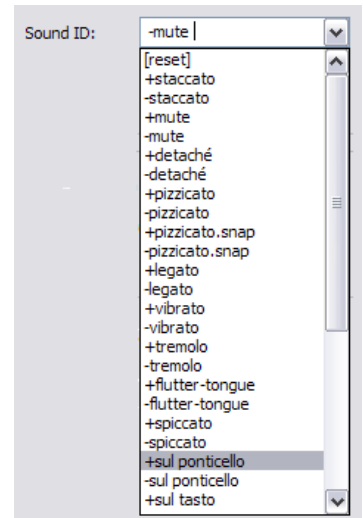 Sound ID: -mute
[reset]
+staccato
-staccato
+mute
-mute
+detaché
-detaché
+pizzicato
-pizzicato
+pizzicato.snap
-pizzicato.snap
+legato
-legato
+vibrato
-vibrato
+tremolo
-tremolo
+flutter-tongue
-flutter-tongue
+spiccato
-spiccato
+sul ponticello
-sul ponticello
+sul tasto